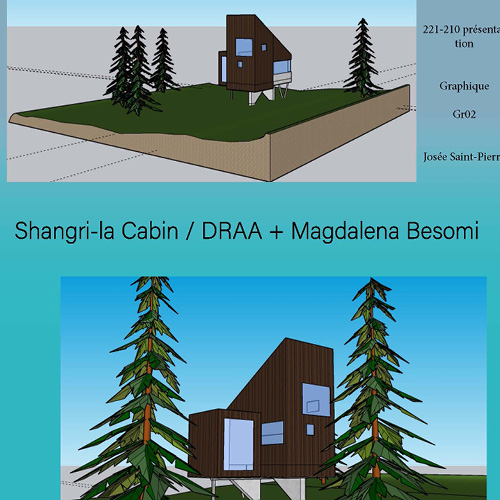 221-210 présenta
tion
Graphique
Gr02
Josée Saint-Pierr
Shangri-la Cabin / DRAA + Magdalena Besomi